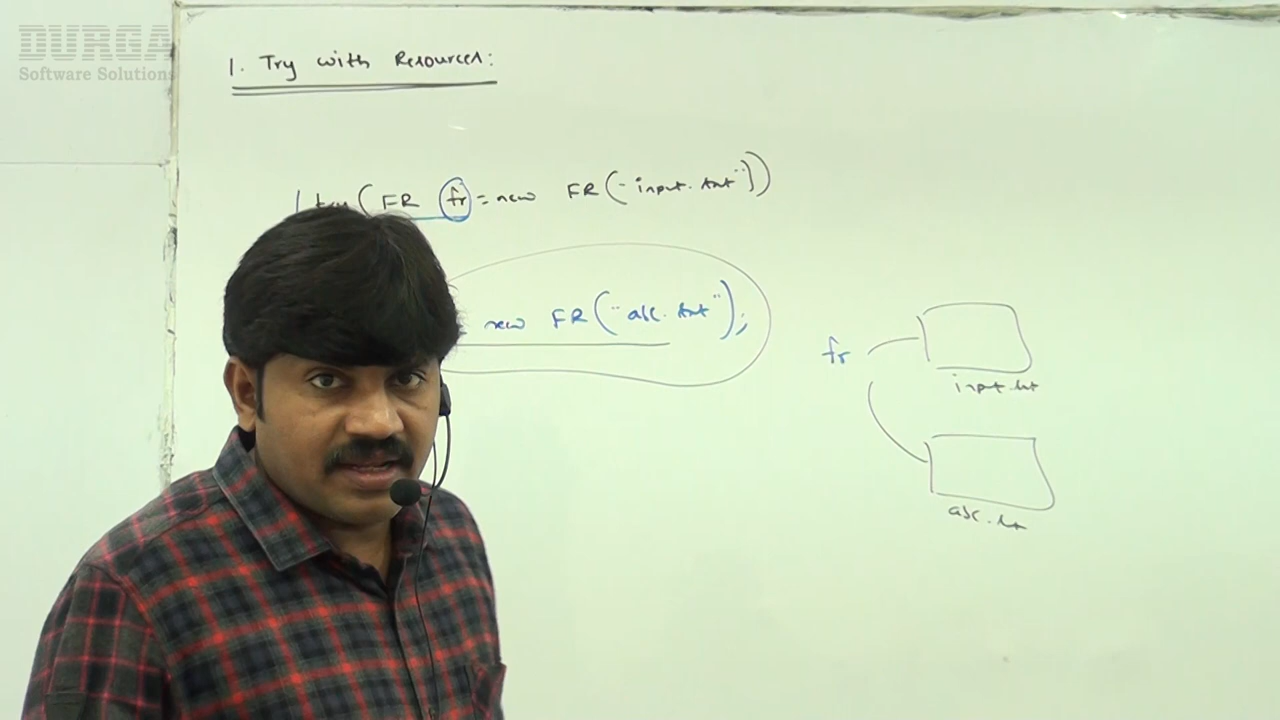 DURGA
Software Solutions
1. Try with Resources:
try(FR fr = new FR("input.txt"))
= new FR("abc.txt");
fr
input.txt
abc.txt